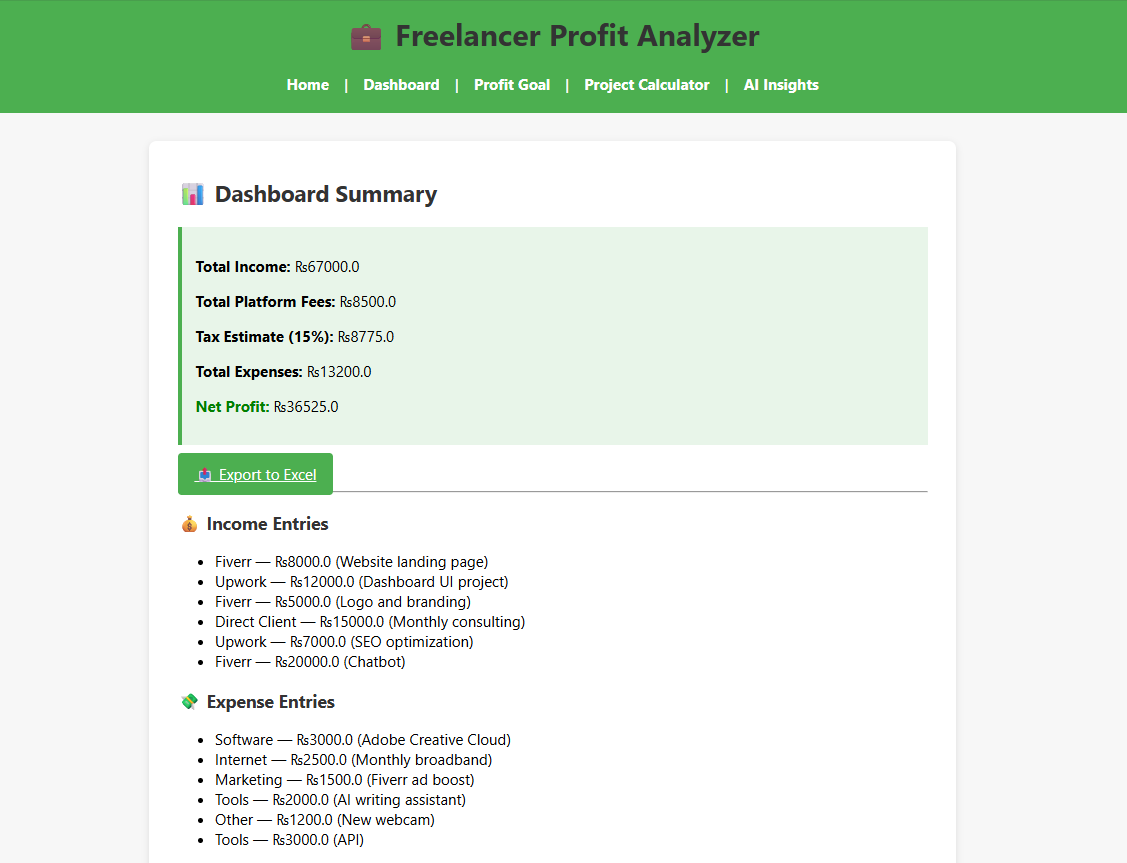 💼 Freelancer Profit Analyzer
Home | Dashboard | Profit Goal | Project Calculator | AI Insights
📊 Dashboard Summary
Total Income: ₨67000.0
Total Platform Fees: ₨8500.0
Tax Estimate (15%): ₨8775.0
Total Expenses: ₨13200.0
Net Profit: ₨36525.0
📤 Export to Excel
💰 Income Entries
• Fiverr — ₨8000.0 (Website landing page)
• Upwork — ₨12000.0 (Dashboard UI project)
• Fiverr — ₨5000.0 (Logo and branding)
• Direct Client — ₨15000.0 (Monthly consulting)
• Upwork — ₨7000.0 (SEO optimization)
• Fiverr — ₨20000.0 (Chatbot)
💸 Expense Entries
• Software — ₨3000.0 (Adobe Creative Cloud)
• Internet — ₨2500.0 (Monthly broadband)
• Marketing — ₨1500.0 (Fiverr ad boost)
• Tools — ₨2000.0 (AI writing assistant)
• Other — ₨1200.0 (New webcam)
• Tools — ₨3000.0 (API)